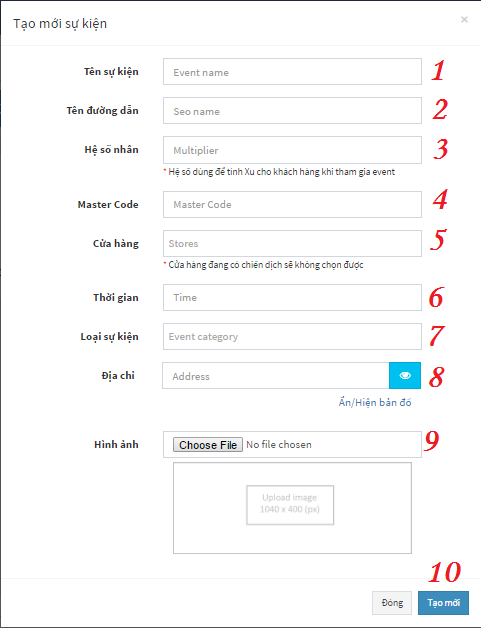 Tạo mới sự kiện ×
Tên sự kiện Event name 1
Tên đường dẫn Seo name 2
Hệ số nhân Multiplier 3
* Hệ số dùng để tính Xu cho khách hàng khi tham gia event
Master Code Master Code 4
Cửa hàng Stores 5
* Cửa hàng đang có chiến dịch sẽ không chọn được
Thời gian Time 6
Loại sự kiện Event category 7
Địa chỉ Address 8
Ẩn/Hiện bản đồ
Hình ảnh Choose File No file chosen 9
Upload image
1040 x 400 (px)
10
Đóng Tạo mới